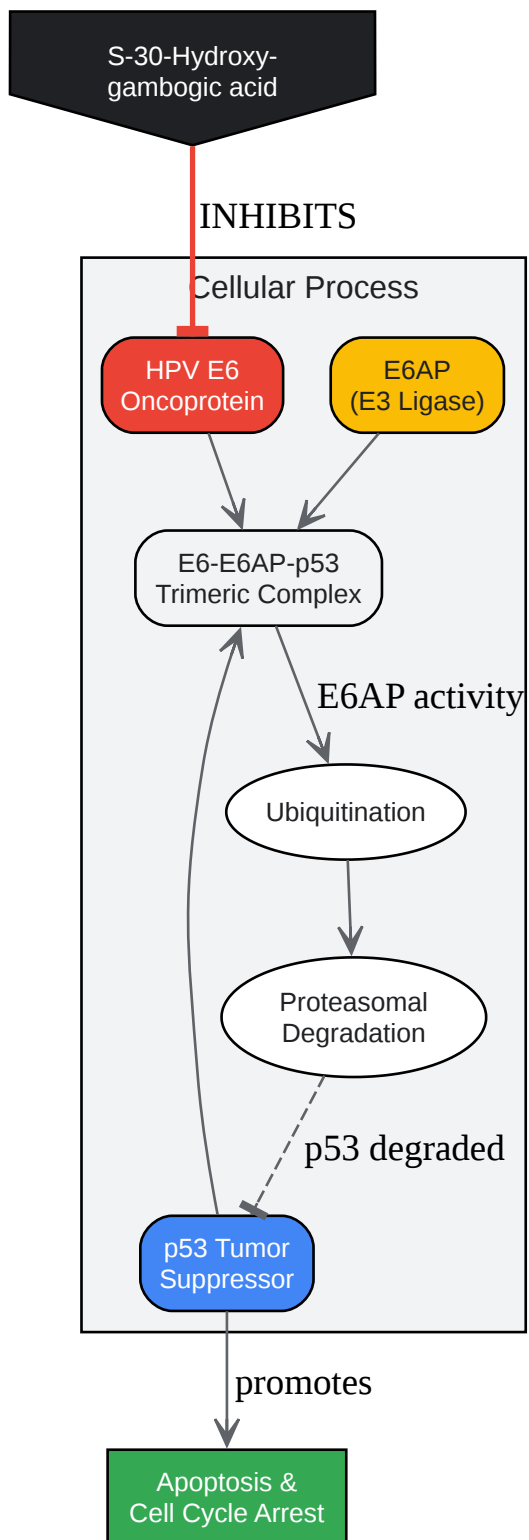 S-30-Hydroxy-
gambogic acid
INHIBITS
Cellular Process
HPV E6
Oncoprotein
E6AP
(E3 Ligase)
E6-E6AP-p53
Trimeric Complex
E6AP activity
Ubiquitination
Proteasomal
Degradation
p53 degraded
p53 Tumor
Suppressor
promotes
Apoptosis &
Cell Cycle Arrest